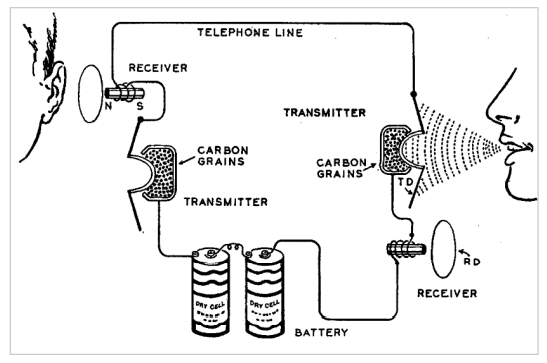 TELEPHONE LINE
RECEIVER
N S
TRANSMITTER
CARBON
GRAINS
CARBON
GRAINS
TD
TRANSMITTER
RD
DRY CELL
DRY CELL
RECEIVER
BATTERY